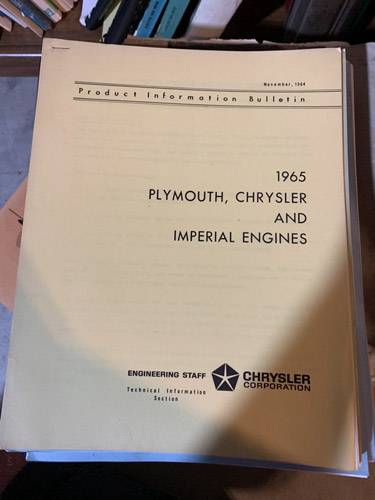 November, 1964
Product Information Bulletin
1965
PLYMOUTH, CHRYSLER
AND
IMPERIAL ENGINES
ENGINEERING STAFF
CHRYSLER
CORPORATION
Technical Information
Section